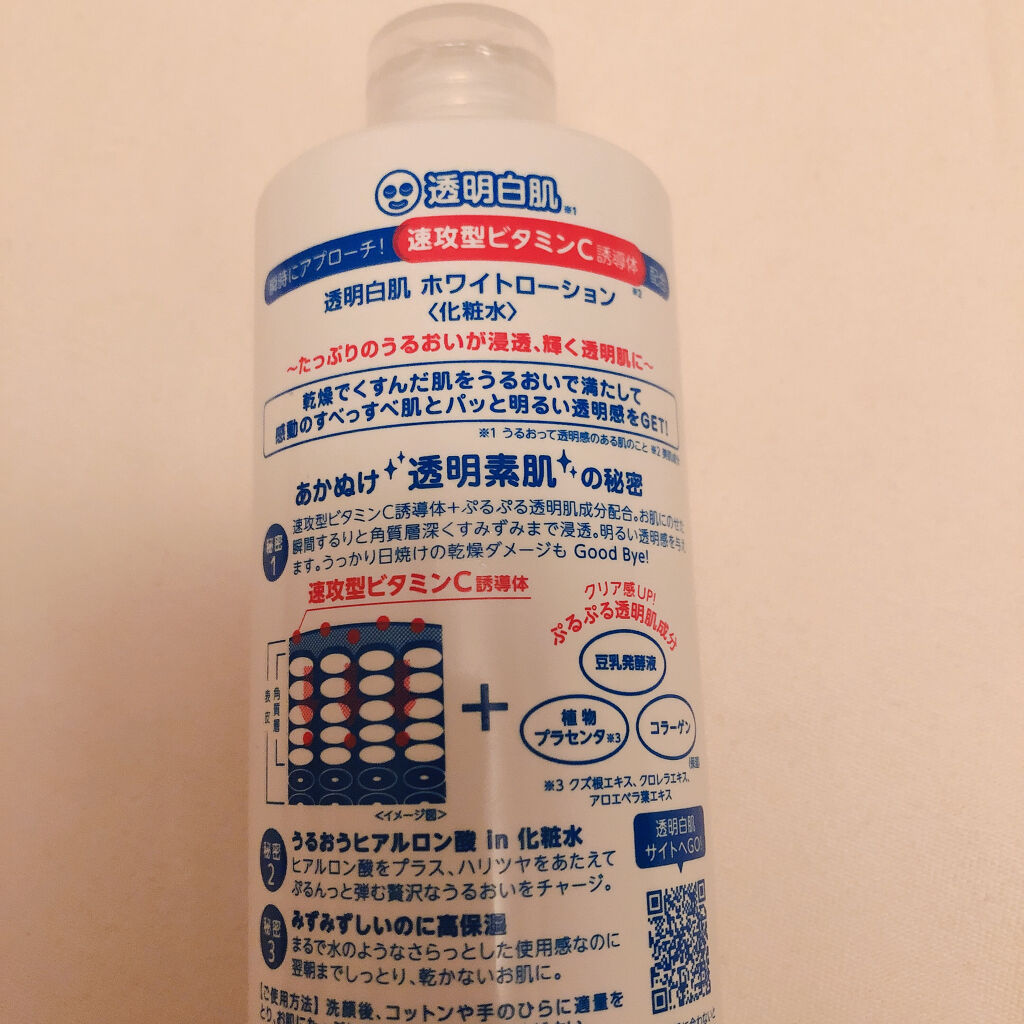 透明白肌※1
瞬時にアプローチ! 速攻型ビタミンC誘導体※2 配合
透明白肌 ホワイトローション
〈化粧水〉
〜たっぷりのうるおいが浸透、輝く透明肌に〜
乾燥でくすんだ肌をうるおいで満たして
感動のすべっすべ肌とパッと明るい透明感をGET!
※1 うるおって透明感のある肌のこと ※2
あかぬけ透明素肌の秘密
秘密1
速攻型ビタミンC誘導体+ぷるぷる透明肌成分配合。お肌にのせた
瞬間するりと角質層深くすみずみまで浸透。明るい透明感を与え
ます。うっかり日焼けの乾燥ダメージも Good Bye!
速攻型ビタミンC誘導体
角質層
表皮
<イメージ図>
+
クリア感UP!
ぷるぷる透明肌成分
豆乳発酵液
植物
プラセンタ※3
コラーゲン
※3 クズ根エキス、クロレラエキス、
アロエベラ葉エキス
秘密2
うるおうヒアルロン酸 in 化粧水
ヒアルロン酸をプラス、ハリツヤをあたえて
ぷるんっと弾む贅沢なうるおいをチャージ。
透明白肌
サイトへGO!
秘密3
みずみずしいのに高保湿
まるで水のようなさらっとした使用感なのに
翌朝までしっとり、乾かないお肌に。
【ご使用方法】洗顔後、コットンや手のひらに適量を
とり、お肌に